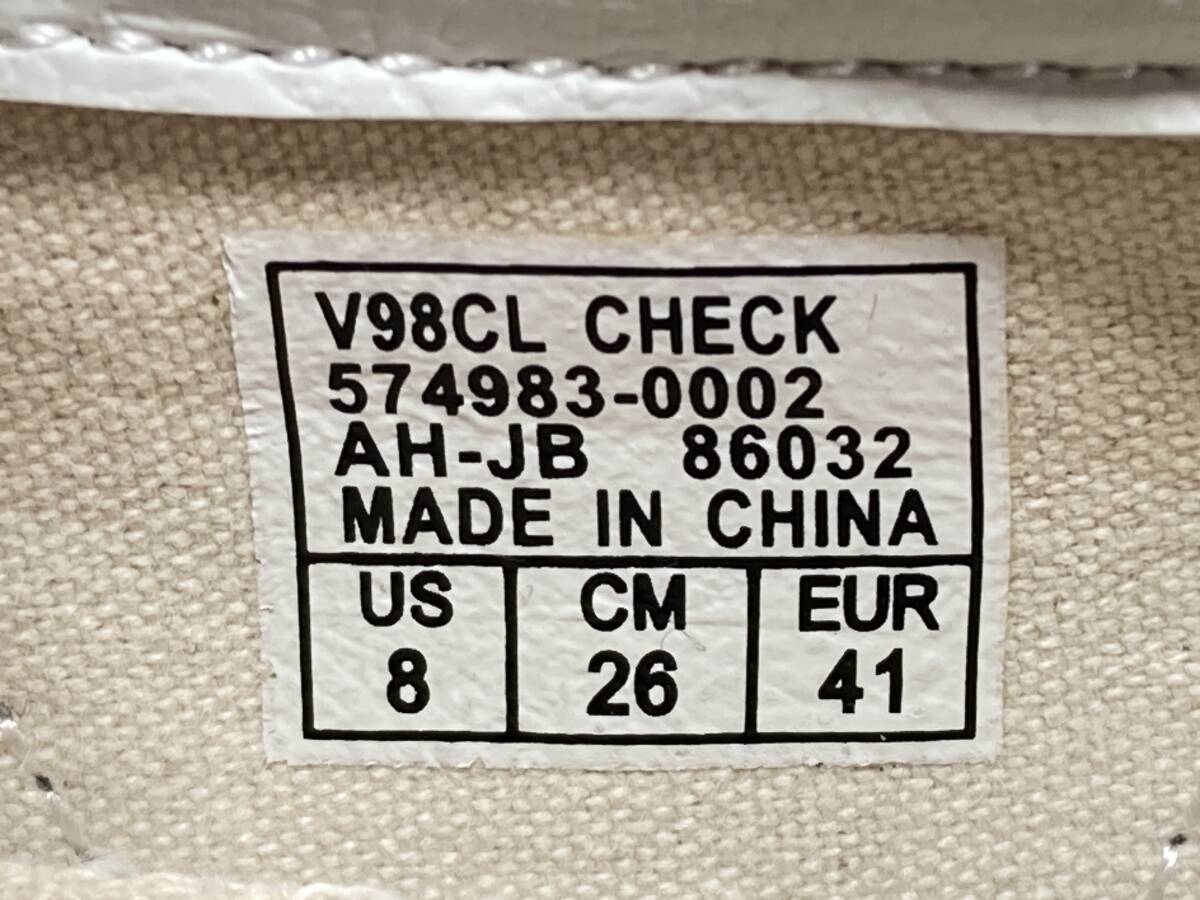 V98CL CHECK
574983-0002
AH-JB 86032
MADE IN CHINA
US CM EUR
8 26 41